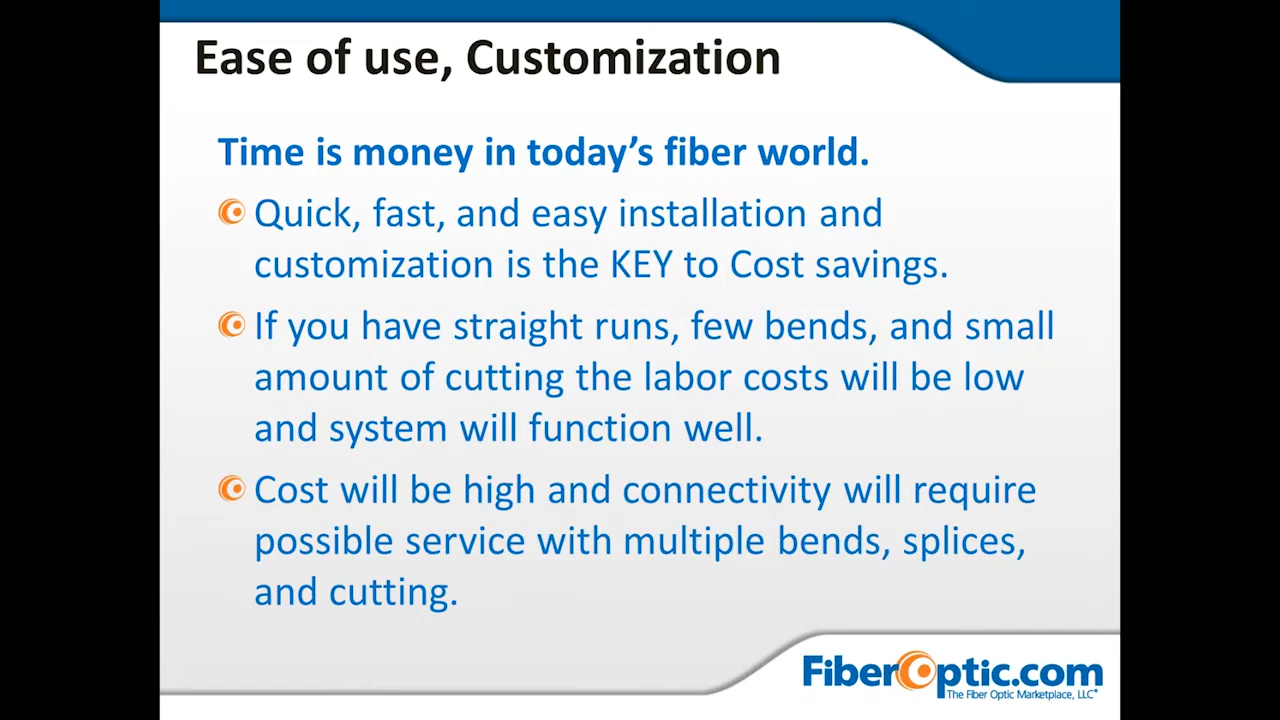 Ease of use, Customization
Time is money in today’s fiber world.
Quick, fast, and easy installation and
customization is the KEY to Cost savings.
If you have straight runs, few bends, and small
amount of cutting the labor costs will be low
and system will function well.
Cost will be high and connectivity will require
possible service with multiple bends, splices,
and cutting.
FiberOptic.com
The Fiber Optic Marketplace, LLC®